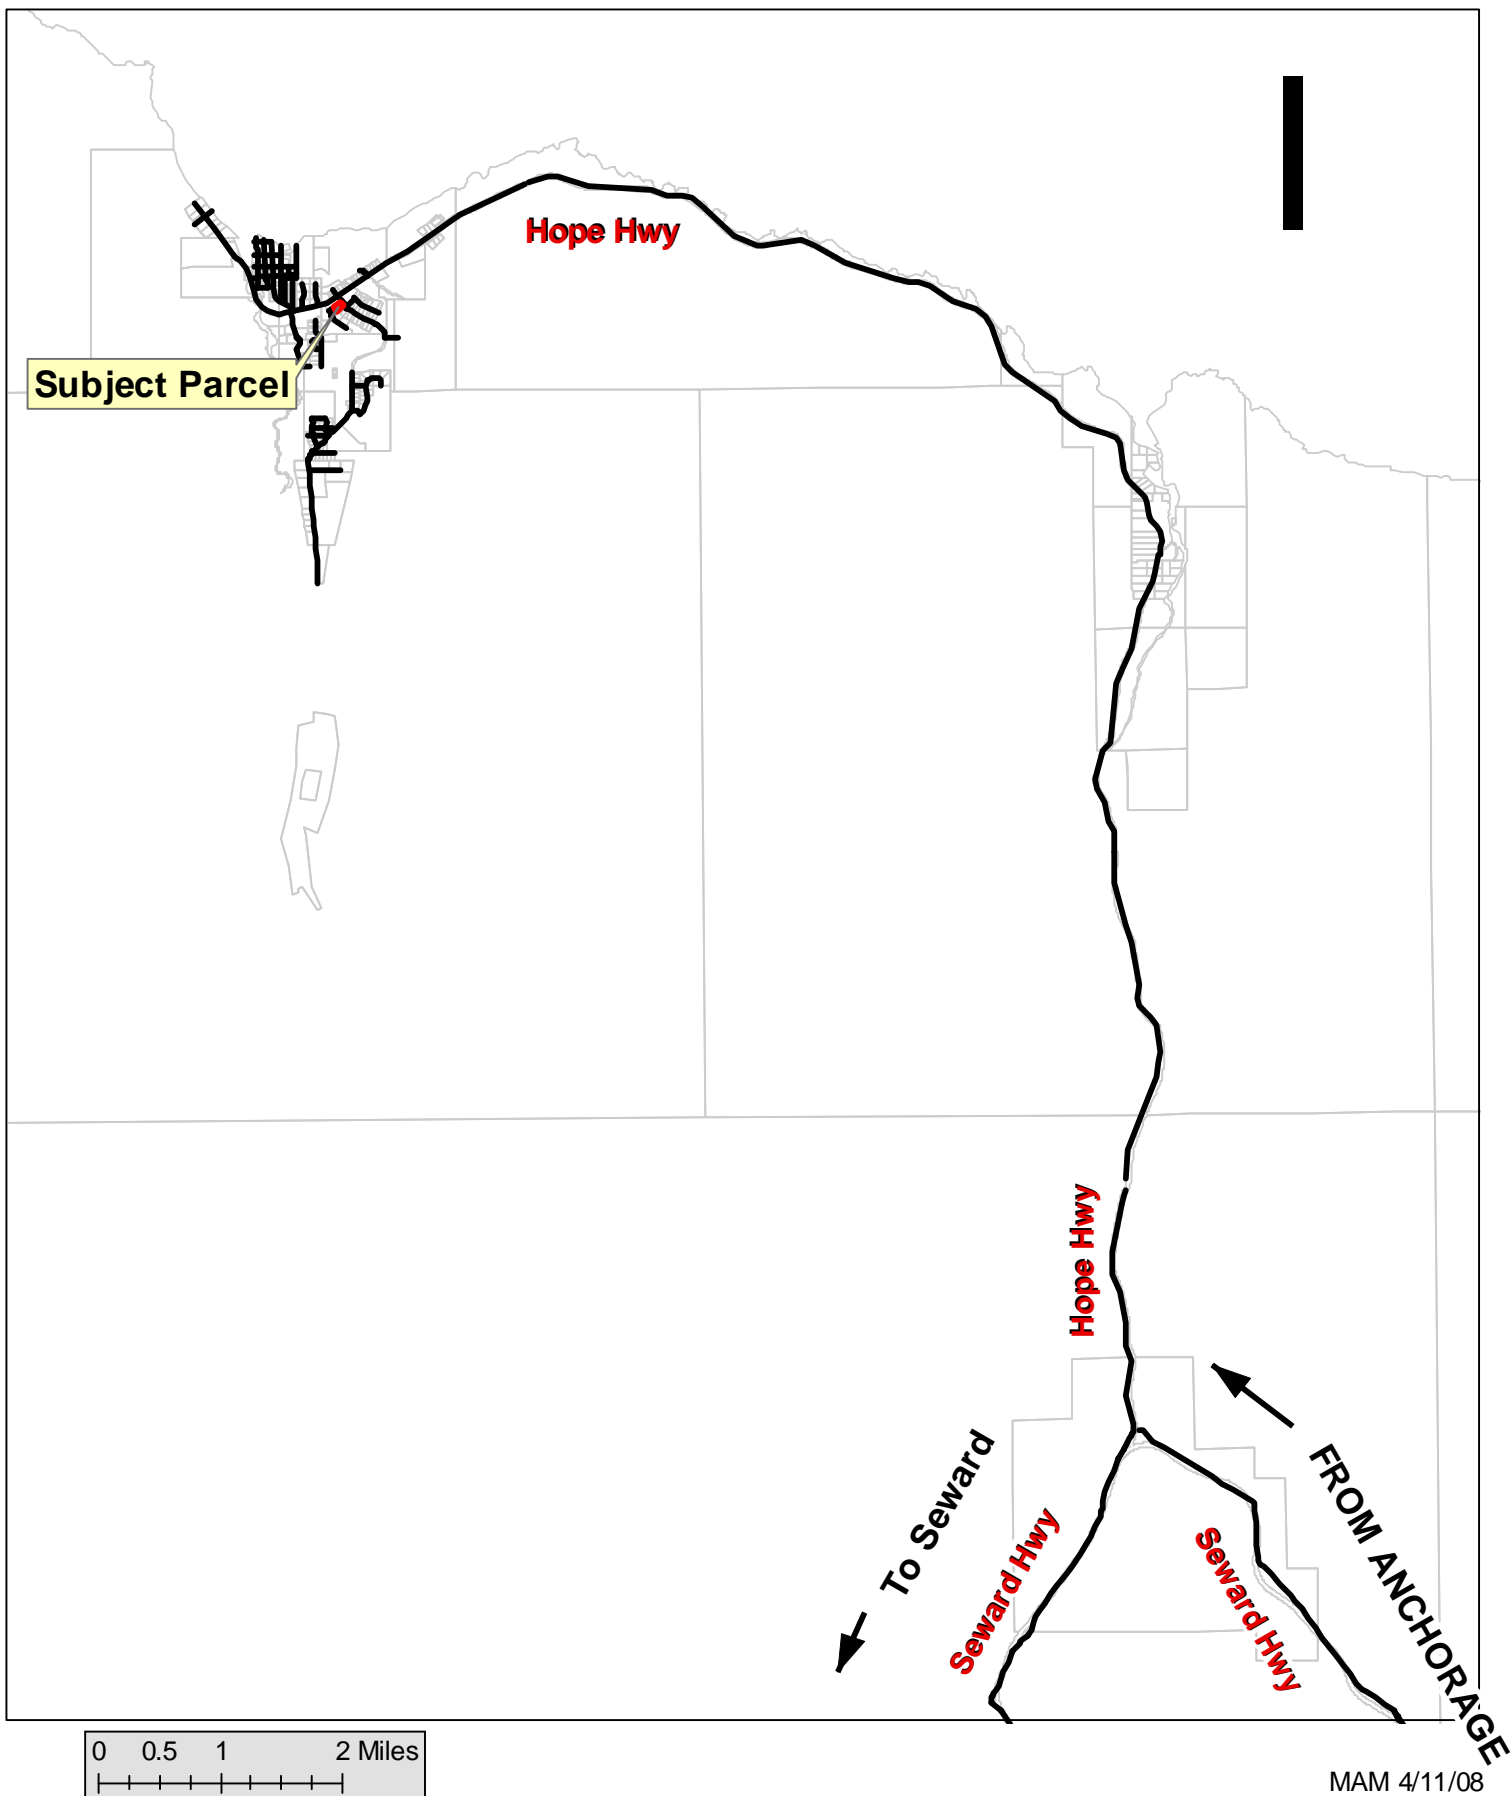 Hope Hwy
Subject Parcel
Hope Hwy
To Seward
FROM ANCHORAGE
Seward Hwy
Seward Hwy
0 0.5 1 2 Miles
MAM 4/11/08